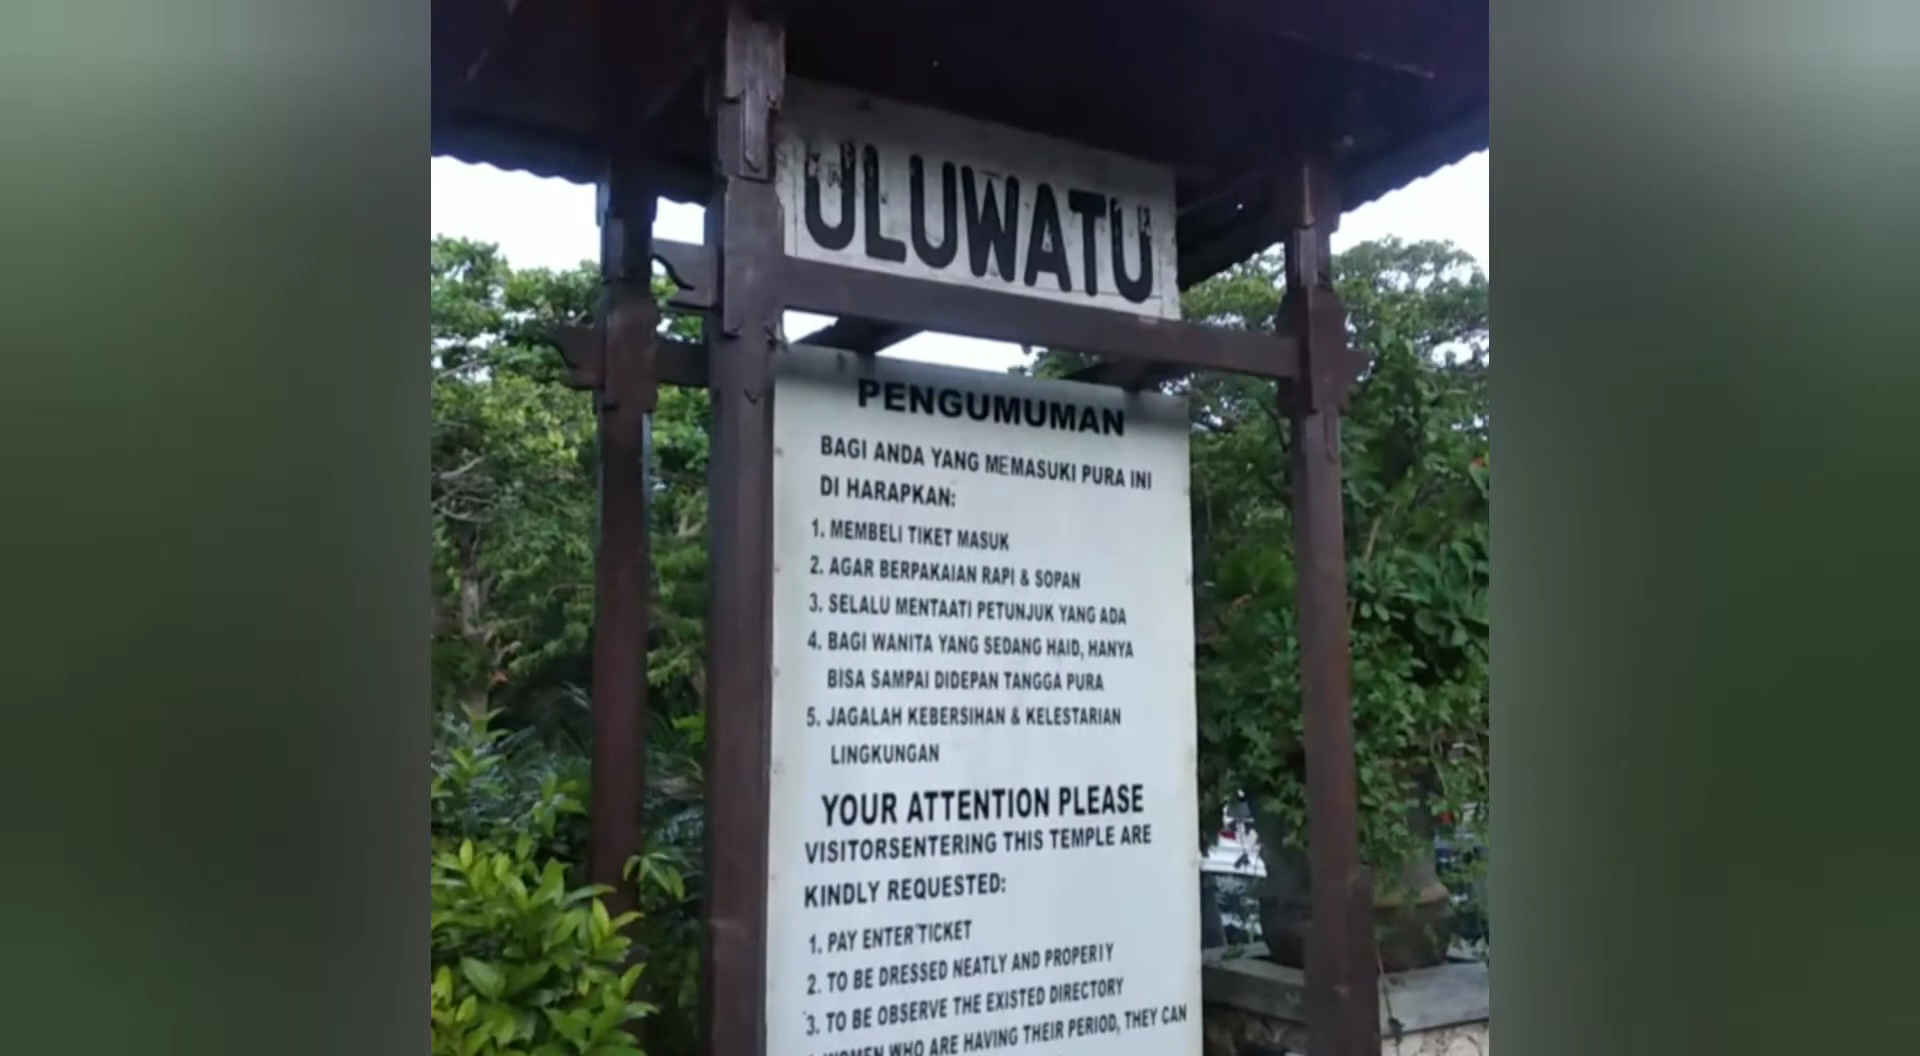 ULUWATU
PENGUMUMAN
BAGI ANDA YANG MEMASUKI PURA INI
DI HARAPKAN:
1. MEMBELI TIKET MASUK
2. AGAR BERPAKAIAN RAPI & SOPAN
3. SELALU MENTAATI PETUNJUK YANG ADA
4. BAGI WANITA YANG SEDANG HAID, HANYA
BISA SAMPAI DIDEPAN TANGGA PURA
5. JAGALAH KEBERSIHAN & KELESTARIAN
LINGKUNGAN
YOUR ATTENTION PLEASE
VISITORSENTERING THIS TEMPLE ARE
KINDLY REQUESTED:
1. PAY ENTER TICKET
2. TO BE DRESSED NEATLY AND PROPERIY
3. TO BE OBSERVE THE EXISTED DIRECTORY
WOMEN WHO ARE HAVING THEIR PERIOD, THEY CAN